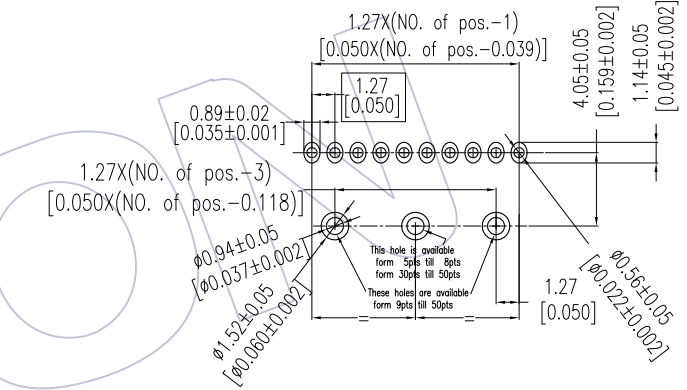 1.27X(NO. of pos.-1)
[0.050X(NO. of pos.-0.039)]
4.05±0.05
[0.159±0.002]
1.14±0.05
[0.045±0.002]
1.27
[0.050]
0.89±0.02
[0.035±0.001]
1.27X(NO. of pos.-3)
[0.050X(NO. of pos.-0.118)]
ø0.94±0.05
[ø0.037±0.002]
ø1.52±0.05
[ø0.060±0.002]
This hole is available
form 5pts till 8pts
form 30pts till 50pts
These holes are available
form 9pts till 50pts
ø0.56±0.05
[ø0.022±0.002]
1.27
[0.050]
= =
ON